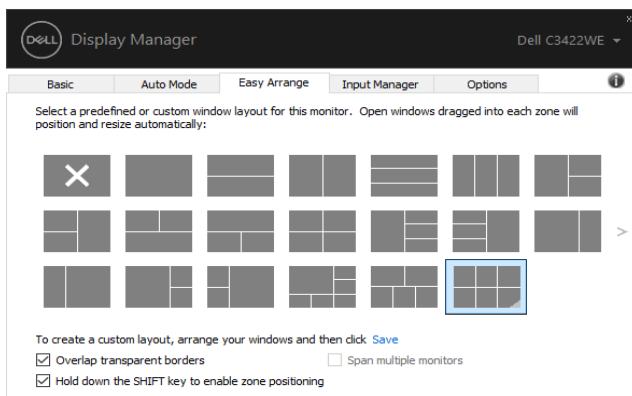 DELL Display Manager
Dell C3422WE
Basic Auto Mode Easy Arrange Input Manager Options
Select a predefined or custom window layout for this monitor. Open windows dragged into each zone will
position and resize automatically:
To create a custom layout, arrange your windows and then click Save
Overlap transparent borders
Span multiple monitors
Hold down the SHIFT key to enable zone positioning